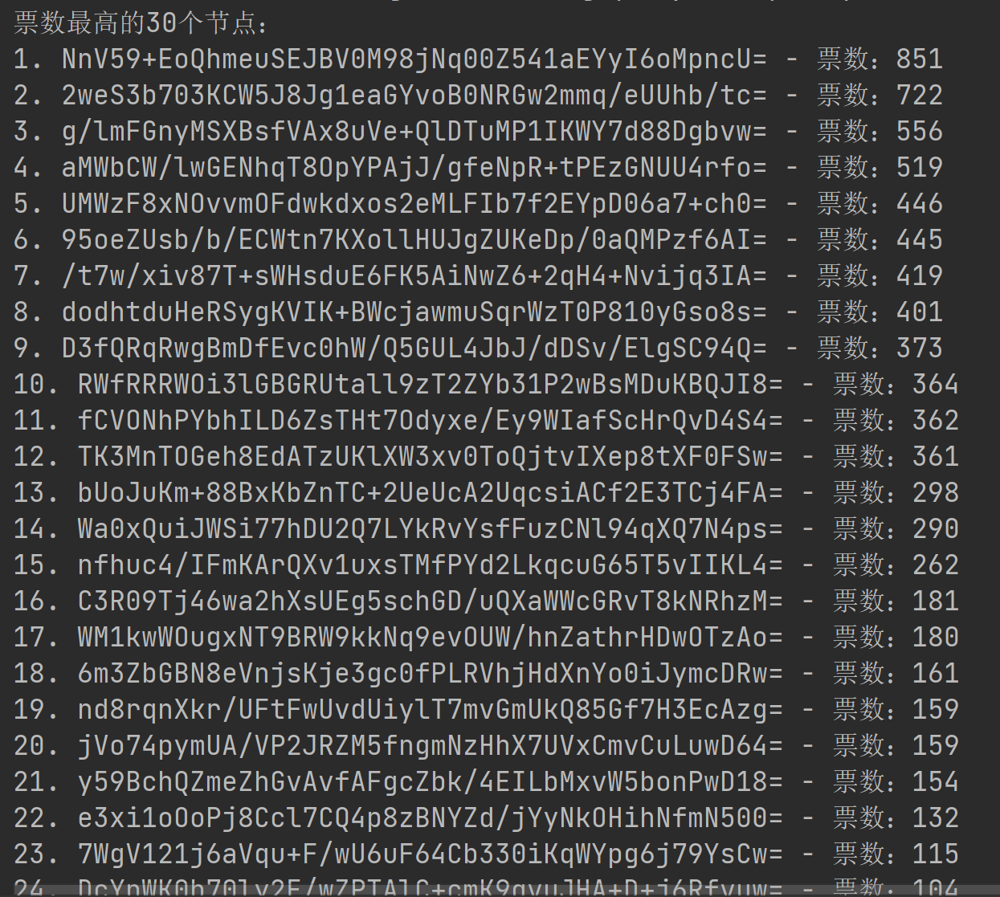 票数最高的30个节点:
1. NnV59+EoQhmeuSEJBV0M98jNq00Z541aEYyI6oMpncU= - 票数: 851
2. 2weS3b703KCW5J8Jg1eaGYvoB0NRGw2mmq/eUUhb/tc= - 票数: 722
3. g/lmFGnyMSXBsfVAx8uVe+QlDTuMP1IKWY7d88Dgbvw= - 票数: 556
4. aMWbCW/lwGENhqT8OpYPAjJ/gfeNpR+tPEzGNUU4rfo= - 票数: 519
5. UMWzF8xNOvvmOFdwkdxos2eMLFIb7f2EYpD06a7+ch0= - 票数: 446
6. 95oeZUsb/b/ECWtn7KXollHUJgZUKeDp/0aQMPzf6AI= - 票数: 445
7. /t7w/xiv87T+sWHsduE6FK5AiNwZ6+2qH4+Nvijq3IA= - 票数: 419
8. dodhtduHeRSygKVIK+BWcjawmuSqrWzT0P810yGso8s= - 票数: 401
9. D3fQRqRwgBmDfEvc0hW/Q5GUL4JbJ/dDSv/ElgSC94Q= - 票数: 373
10. RWfRRRWOi3lGBGRUtall9zT2ZYb31P2wBsMDuKBQJI8= - 票数: 364
11. fCVONhPYbhILD6ZsTHt7Odyxe/Ey9WIafScHrQvD4S4= - 票数: 362
12. TK3MnTOGeh8EdATzUKlXW3xv0ToQjtvIXep8tXF0FSw= - 票数: 361
13. bUoJuKm+88BxKbZnTC+2UeUcA2UqcsiACf2E3TCj4FA= - 票数: 298
14. Wa0xQuiJWSi77hDU2Q7LYkRvYsfFuzCNl94qXQ7N4ps= - 票数: 290
15. nfhuc4/IFmKArQXv1uxsTMfPYd2LkqcuG65T5vIIKL4= - 票数: 262
16. C3R09Tj46wa2hXsUEg5schGD/uQXaWWcGRvT8kNRhzM= - 票数: 181
17. WM1kwWOugxNT9BRW9kkNq9evOUW/hnZathrHDwOTzAo= - 票数: 180
18. 6m3ZbGBN8eVnjsKje3gc0fPLRVhjHdXnYo0iJymcDRw= - 票数: 161
19. nd8rqnXkr/UFtFwUvdUiylT7mvGmUkQ85Gf7H3EcAzg= - 票数: 159
20. jVo74pymUA/VP2JRZM5fngmNzHhX7UVxCmvCuLuwD64= - 票数: 159
21. y59BchQZmeZhGvAvfAFgcZbk/4EILbMxvW5bonPwD18= - 票数: 154
22. e3xi1oOoPj8Ccl7CQ4p8zBNYZd/jYyNkOHihNfmN500= - 票数: 132
23. 7WgV121j6aVqu+F/wU6uF64Cb330iKqWYpg6j79YsCw= - 票数: 115
24. - 票数: 104